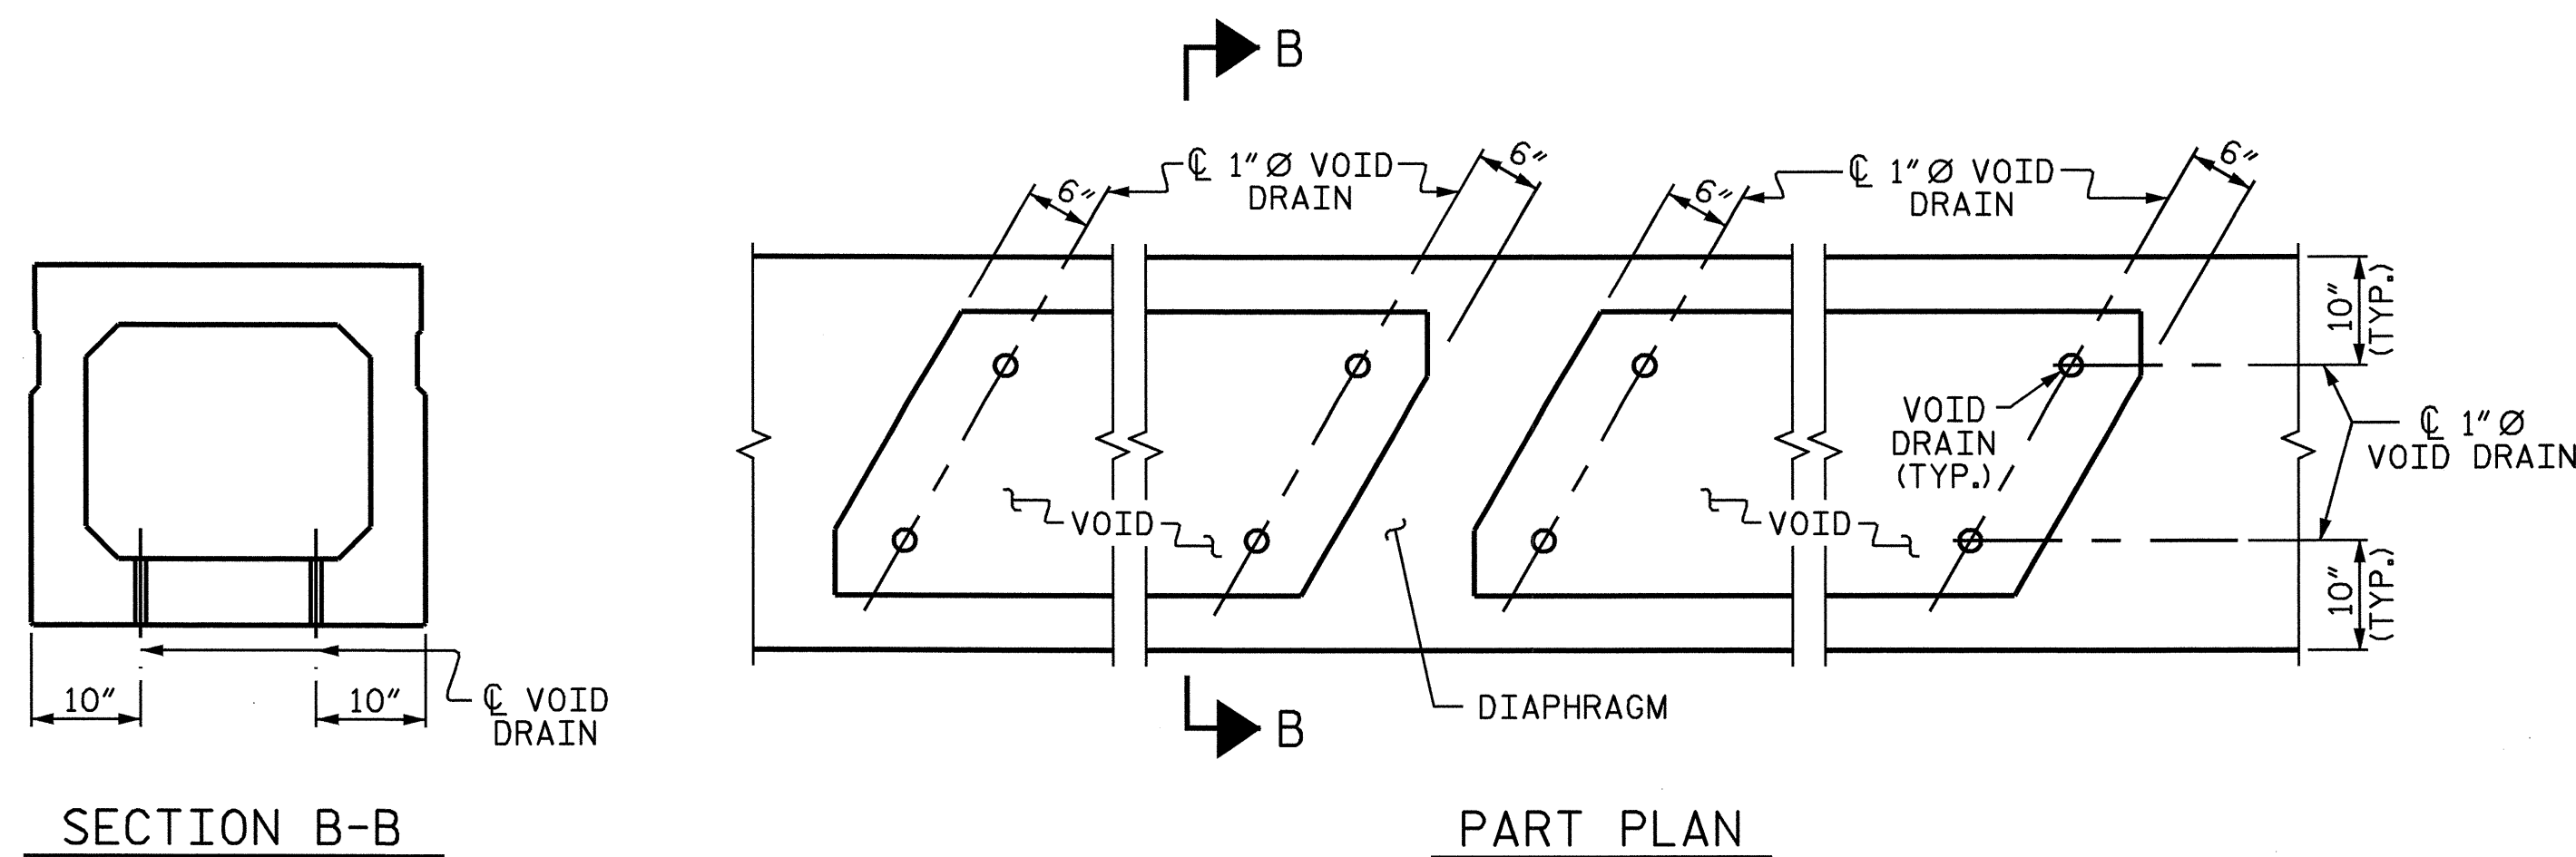 B
6"
℄ 1" Ø VOID
DRAIN
6"
6"
℄ 1" Ø VOID
DRAIN
6"
10"
(TYP.)
VOID
DRAIN
(TYP.)
℄ 1" Ø
VOID DRAIN
VOID
VOID
10"
(TYP.)
10"
10"
℄ VOID
DRAIN
DIAPHRAGM
B
SECTION B-B
PART PLAN